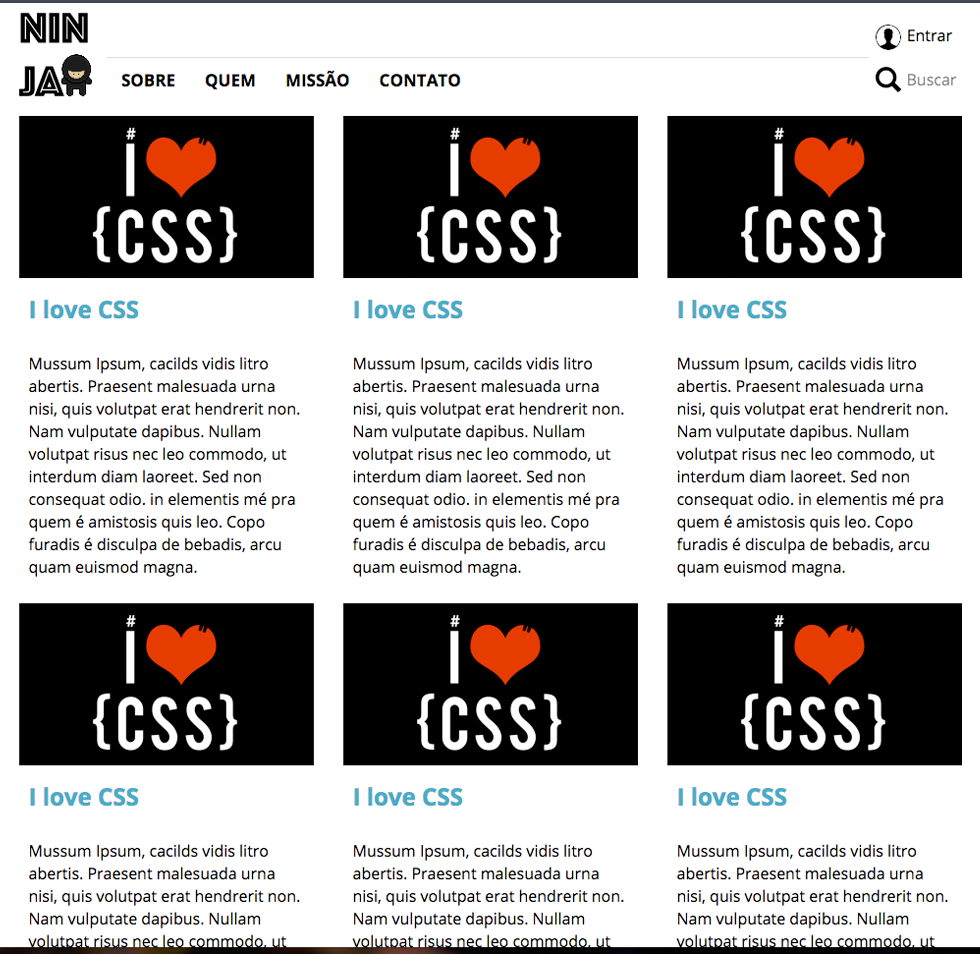 NIN
JA
Entrar
SOBRE QUEM MISSÃO CONTATO
Buscar
# I
{CSS}
I love CSS
Mussum Ipsum, cacilds vidis litro
abertis. Praesent malesuada urna
nisi, quis volutpat erat hendrerit non.
Nam vulputate dapibus. Nullam
volutpat risus nec leo commodo, ut
interdum diam laoreet. Sed non
consequat odio. in elementis mé pra
quem é amistosis quis leo. Copo
furadis é disculpa de bebadis, arcu
quam euismod magna.
# I
{CSS}
I love CSS
Mussum Ipsum, cacilds vidis litro
abertis. Praesent malesuada urna
nisi, quis volutpat erat hendrerit non.
Nam vulputate dapibus. Nullam
volutpat risus nec leo commodo, ut
interdum diam laoreet. Sed non
consequat odio. in elementis mé pra
quem é amistosis quis leo. Copo
furadis é disculpa de bebadis, arcu
quam euismod magna.
# I
{CSS}
I love CSS
Mussum Ipsum, cacilds vidis litro
abertis. Praesent malesuada urna
nisi, quis volutpat erat hendrerit non.
Nam vulputate dapibus. Nullam
volutpat risus nec leo commodo, ut
interdum diam laoreet. Sed non
consequat odio. in elementis mé pra
quem é amistosis quis leo. Copo
furadis é disculpa de bebadis, arcu
quam euismod magna.
# I
{CSS}
I love CSS
Mussum Ipsum, cacilds vidis litro
abertis. Praesent malesuada urna
nisi, quis volutpat erat hendrerit non.
Nam vulputate dapibus. Nullam
volutpat risus nec leo commodo, ut
# I
{CSS}
I love CSS
Mussum Ipsum, cacilds vidis litro
abertis. Praesent malesuada urna
nisi, quis volutpat erat hendrerit non.
Nam vulputate dapibus. Nullam
volutpat risus nec leo commodo, ut
# I
{CSS}
I love CSS
Mussum Ipsum, cacilds vidis litro
abertis. Praesent malesuada urna
nisi, quis volutpat erat hendrerit non.
Nam vulputate dapibus. Nullam
volutpat risus nec leo commodo, ut